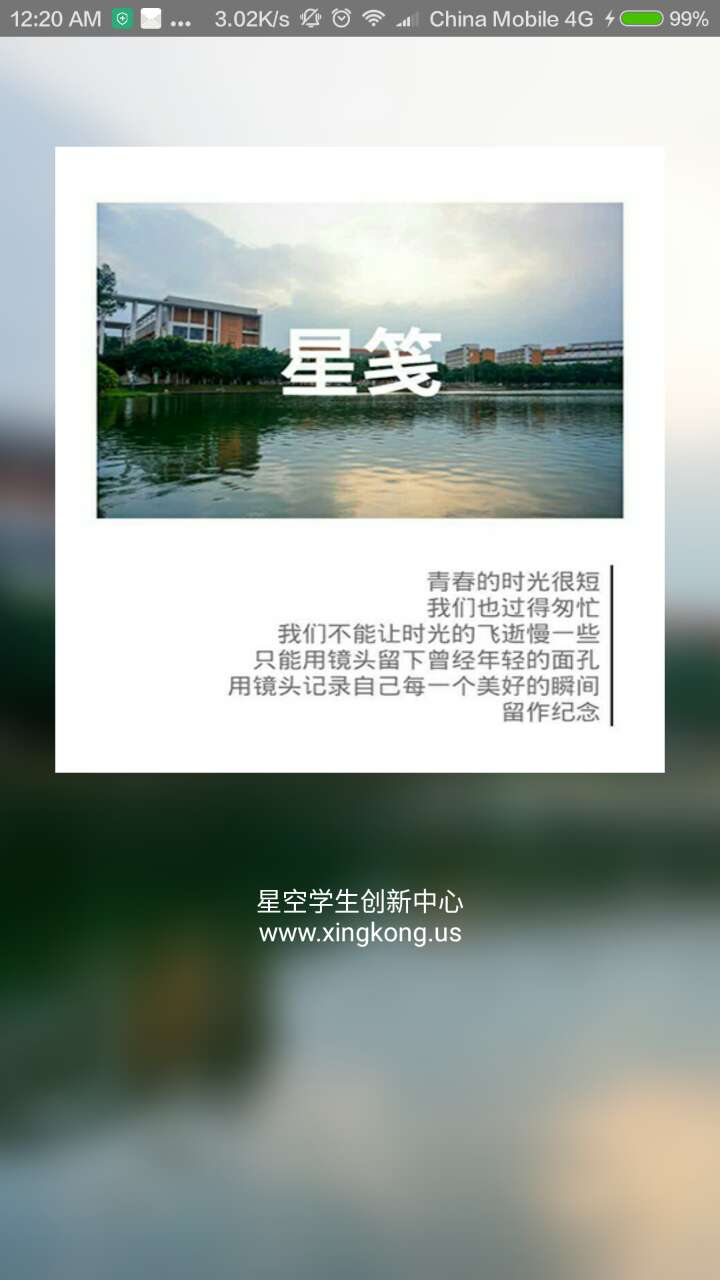 12:20 AM ... 3.02K/s China Mobile 4G 99%
星笺
青春的时光很短
我们也过得匆忙
我们不能让时光的飞逝慢一些
只能用镜头留下曾经年轻的面孔
用镜头记录自己每一个美好的瞬间
留作纪念
星空学生创新中心
www.xingkong.us